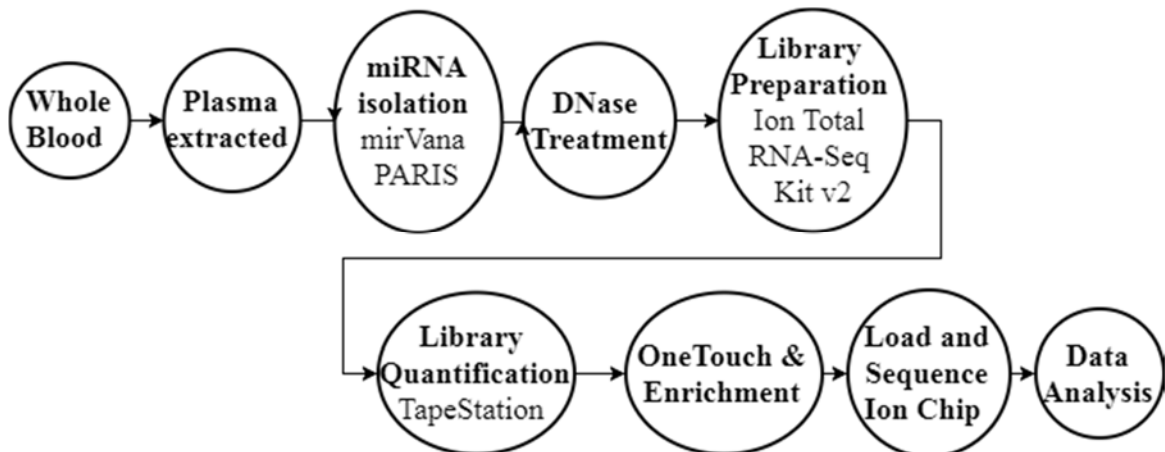 Whole
Blood
Plasma
extracted
miRNA
isolation
mirVana
PARIS
DNase
Treatment
Library
Preparation
Ion Total
RNA-Seq
Kit v2
Library
Quantification
TapeStation
OneTouch &
Enrichment
Load and
Sequence
Ion Chip
Data
Analysis